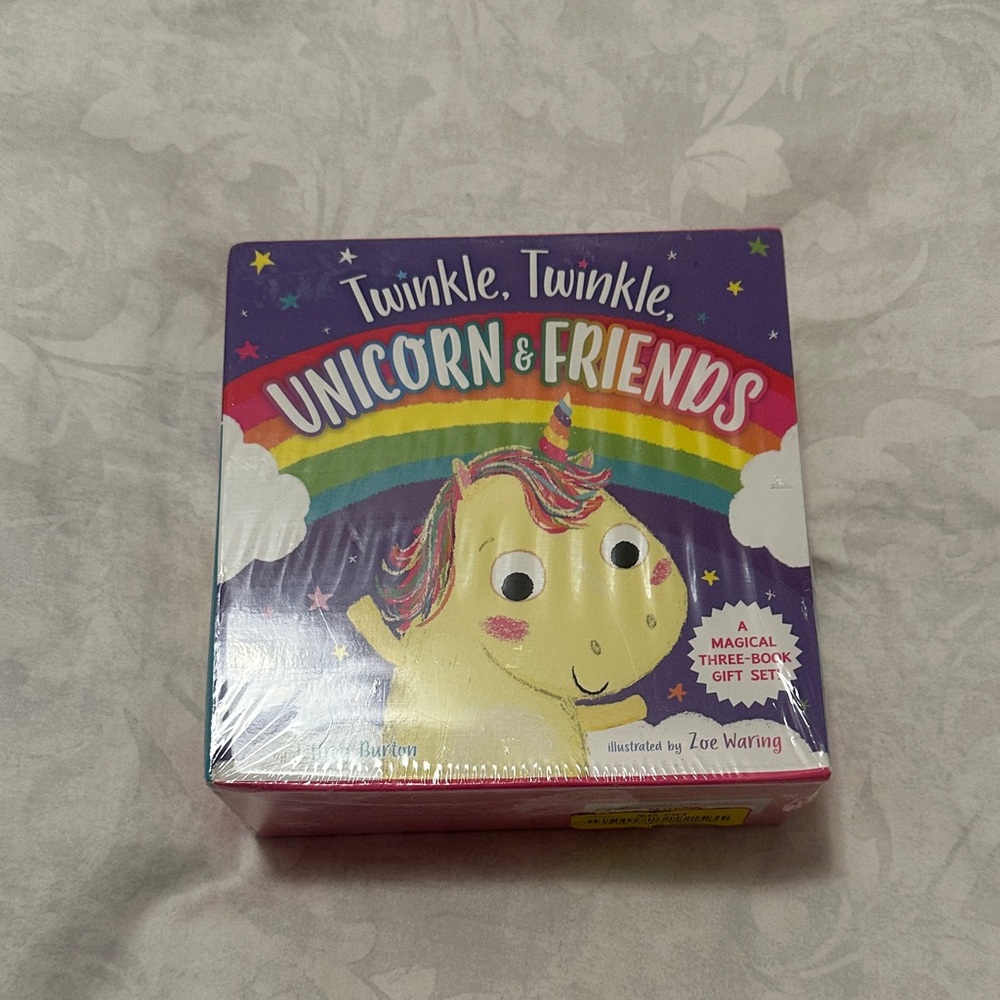 Twinkle, Twinkle,
UNICORN & FRIENDS
A
MAGICAL
THREE-BOOK
GIFT SET!
Burton
illustrated by Zoe Waring